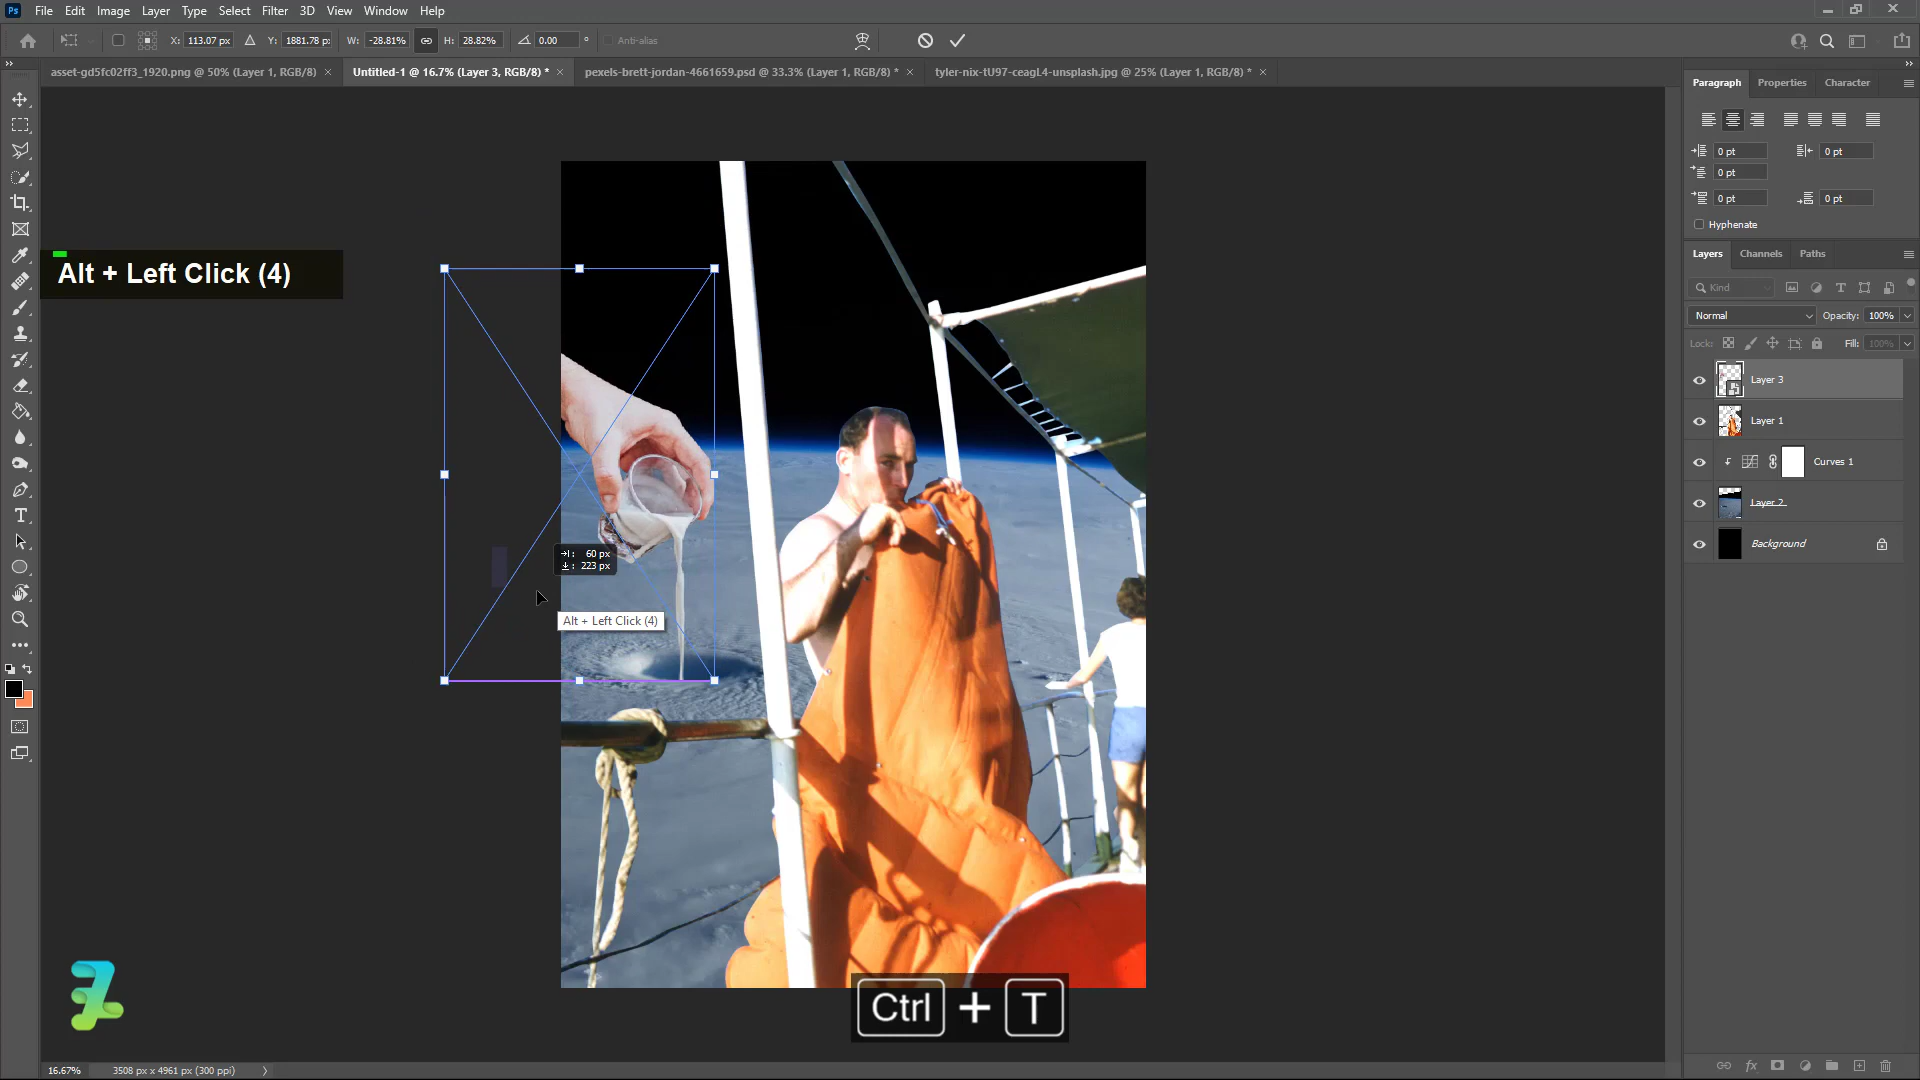 Ps File Edit Image Layer Type Select Filter 3D View Window Help
X: 113.07 px Y: 1881.78 p: W: -28.81% H: 28.82% 0.00 ° Anti-alias
asset-gd5fc02ff3_1920.png @ 50% (Layer 1, RGB/8) × Untitled-1 @ 16.7% (Layer 3, RGB/8) * × pexels-brett-jordan-4661659.psd @ 33.3% (Layer 1, RGB/8) * × tyler-nix-tU97-ceagL4-unsplash.jpg @ 25% (Layer 1, RGB/8) * ×
Paragraph Properties Character
0 pt 0 pt
0 pt
0 pt 0 pt
Hyphenate
Layers Channels Paths
Kind
Normal Opacity: 100%
Lock: Fill: 100%
Layer 3
Layer 1
Curves 1
Layer 2
Background
Alt + Left Click (4)
60 px
223 px
Alt + Left Click (4)
Ctrl + T
16.67% 3508 px x 4961 px (300 ppi)